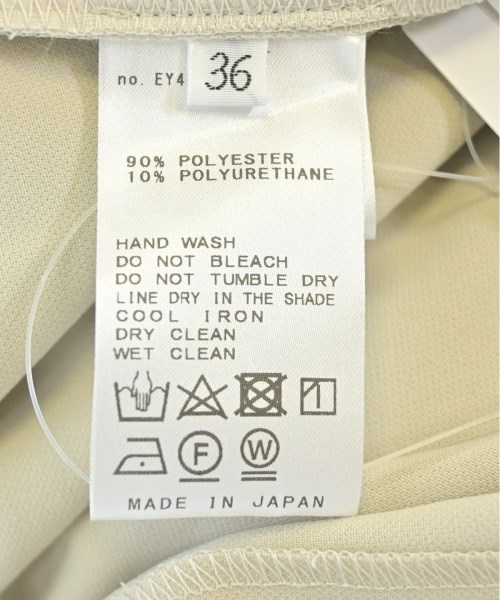 no. EY4 36
90% POLYESTER
10% POLYURETHANE
HAND WASH
DO NOT BLEACH
DO NOT TUMBLE DRY
LINE DRY IN THE SHADE
COOL IRON
DRY CLEAN
WET CLEAN
F W
MADE IN JAPAN